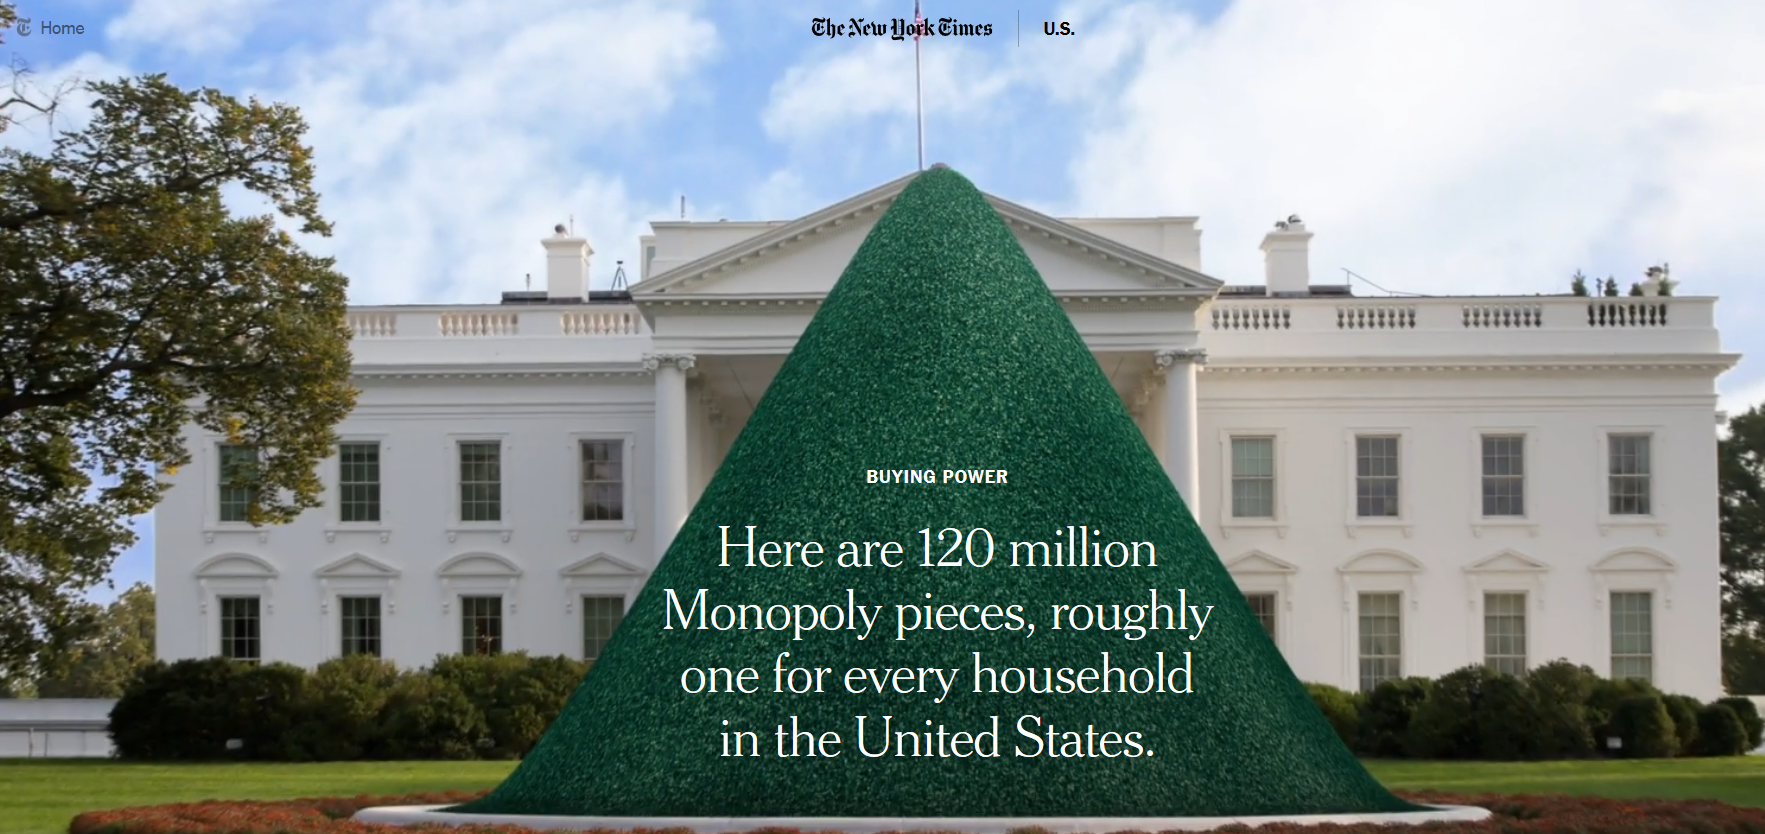 Home
The New York Times
U.S.
BUYING POWER
Here are 120 million
Monopoly pieces, roughly
one for every household
in the United States.